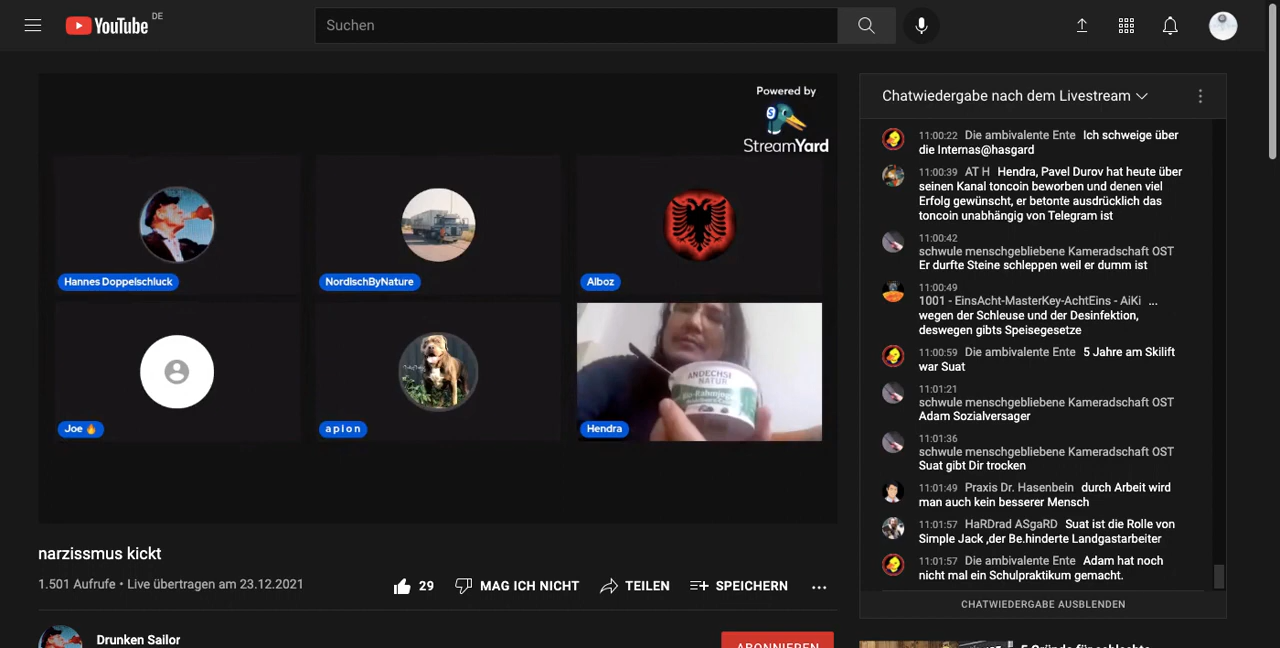 YouTube DE
Suchen
Powered by
StreamYard
Hannes Doppelschluck
NordischByNature
Alboz
Joe 🔥
a p i o n
ANDECHSER
NATUR
Hendra
narzissmus kickt
1.501 Aufrufe • Live übertragen am 23.12.2021
29
MAG ICH NICHT
TEILEN
SPEICHERN
Drunken Sailor
ABONNIEREN
Chatwiedergabe nach dem Livestream
11:00:22 Die ambivalente Ente Ich schweige über
die Internas@hasgard
11:00:39 AT H Hendra, Pavel Durov hat heute über
seinen Kanal toncoin beworben und denen viel
Erfolg gewünscht, er betonte ausdrücklich das
toncoin unabhängig von Telegram ist
11:00:42
schwule menschgebliebene Kameradschaft OST
Er durfte Steine schleppen weil er dumm ist
11:00:49
1001 - EinsAcht-MasterKey-AchtEins - AiKi ...
wegen der Schleuse und der Desinfektion,
deswegen gibts Speisegesetze
11:00:59 Die ambivalente Ente 5 Jahre am Skilift
war Suat
11:01:21
schwule menschgebliebene Kameradschaft OST
Adam Sozialversager
11:01:36
schwule menschgebliebene Kameradschaft OST
Suat gibt Dir trocken
11:01:49 Praxis Dr. Hasenbein durch Arbeit wird
man auch kein besserer Mensch
11:01:57 HaRDrad ASgaRD Suat ist die Rolle von
Simple Jack ,der Be.hinderte Landgastarbeiter
11:01:57 Die ambivalente Ente Adam hat noch
nicht mal ein Schulpraktikum gemacht.
CHATWIEDERGABE AUSBLENDEN
5 Gründe für schlechte